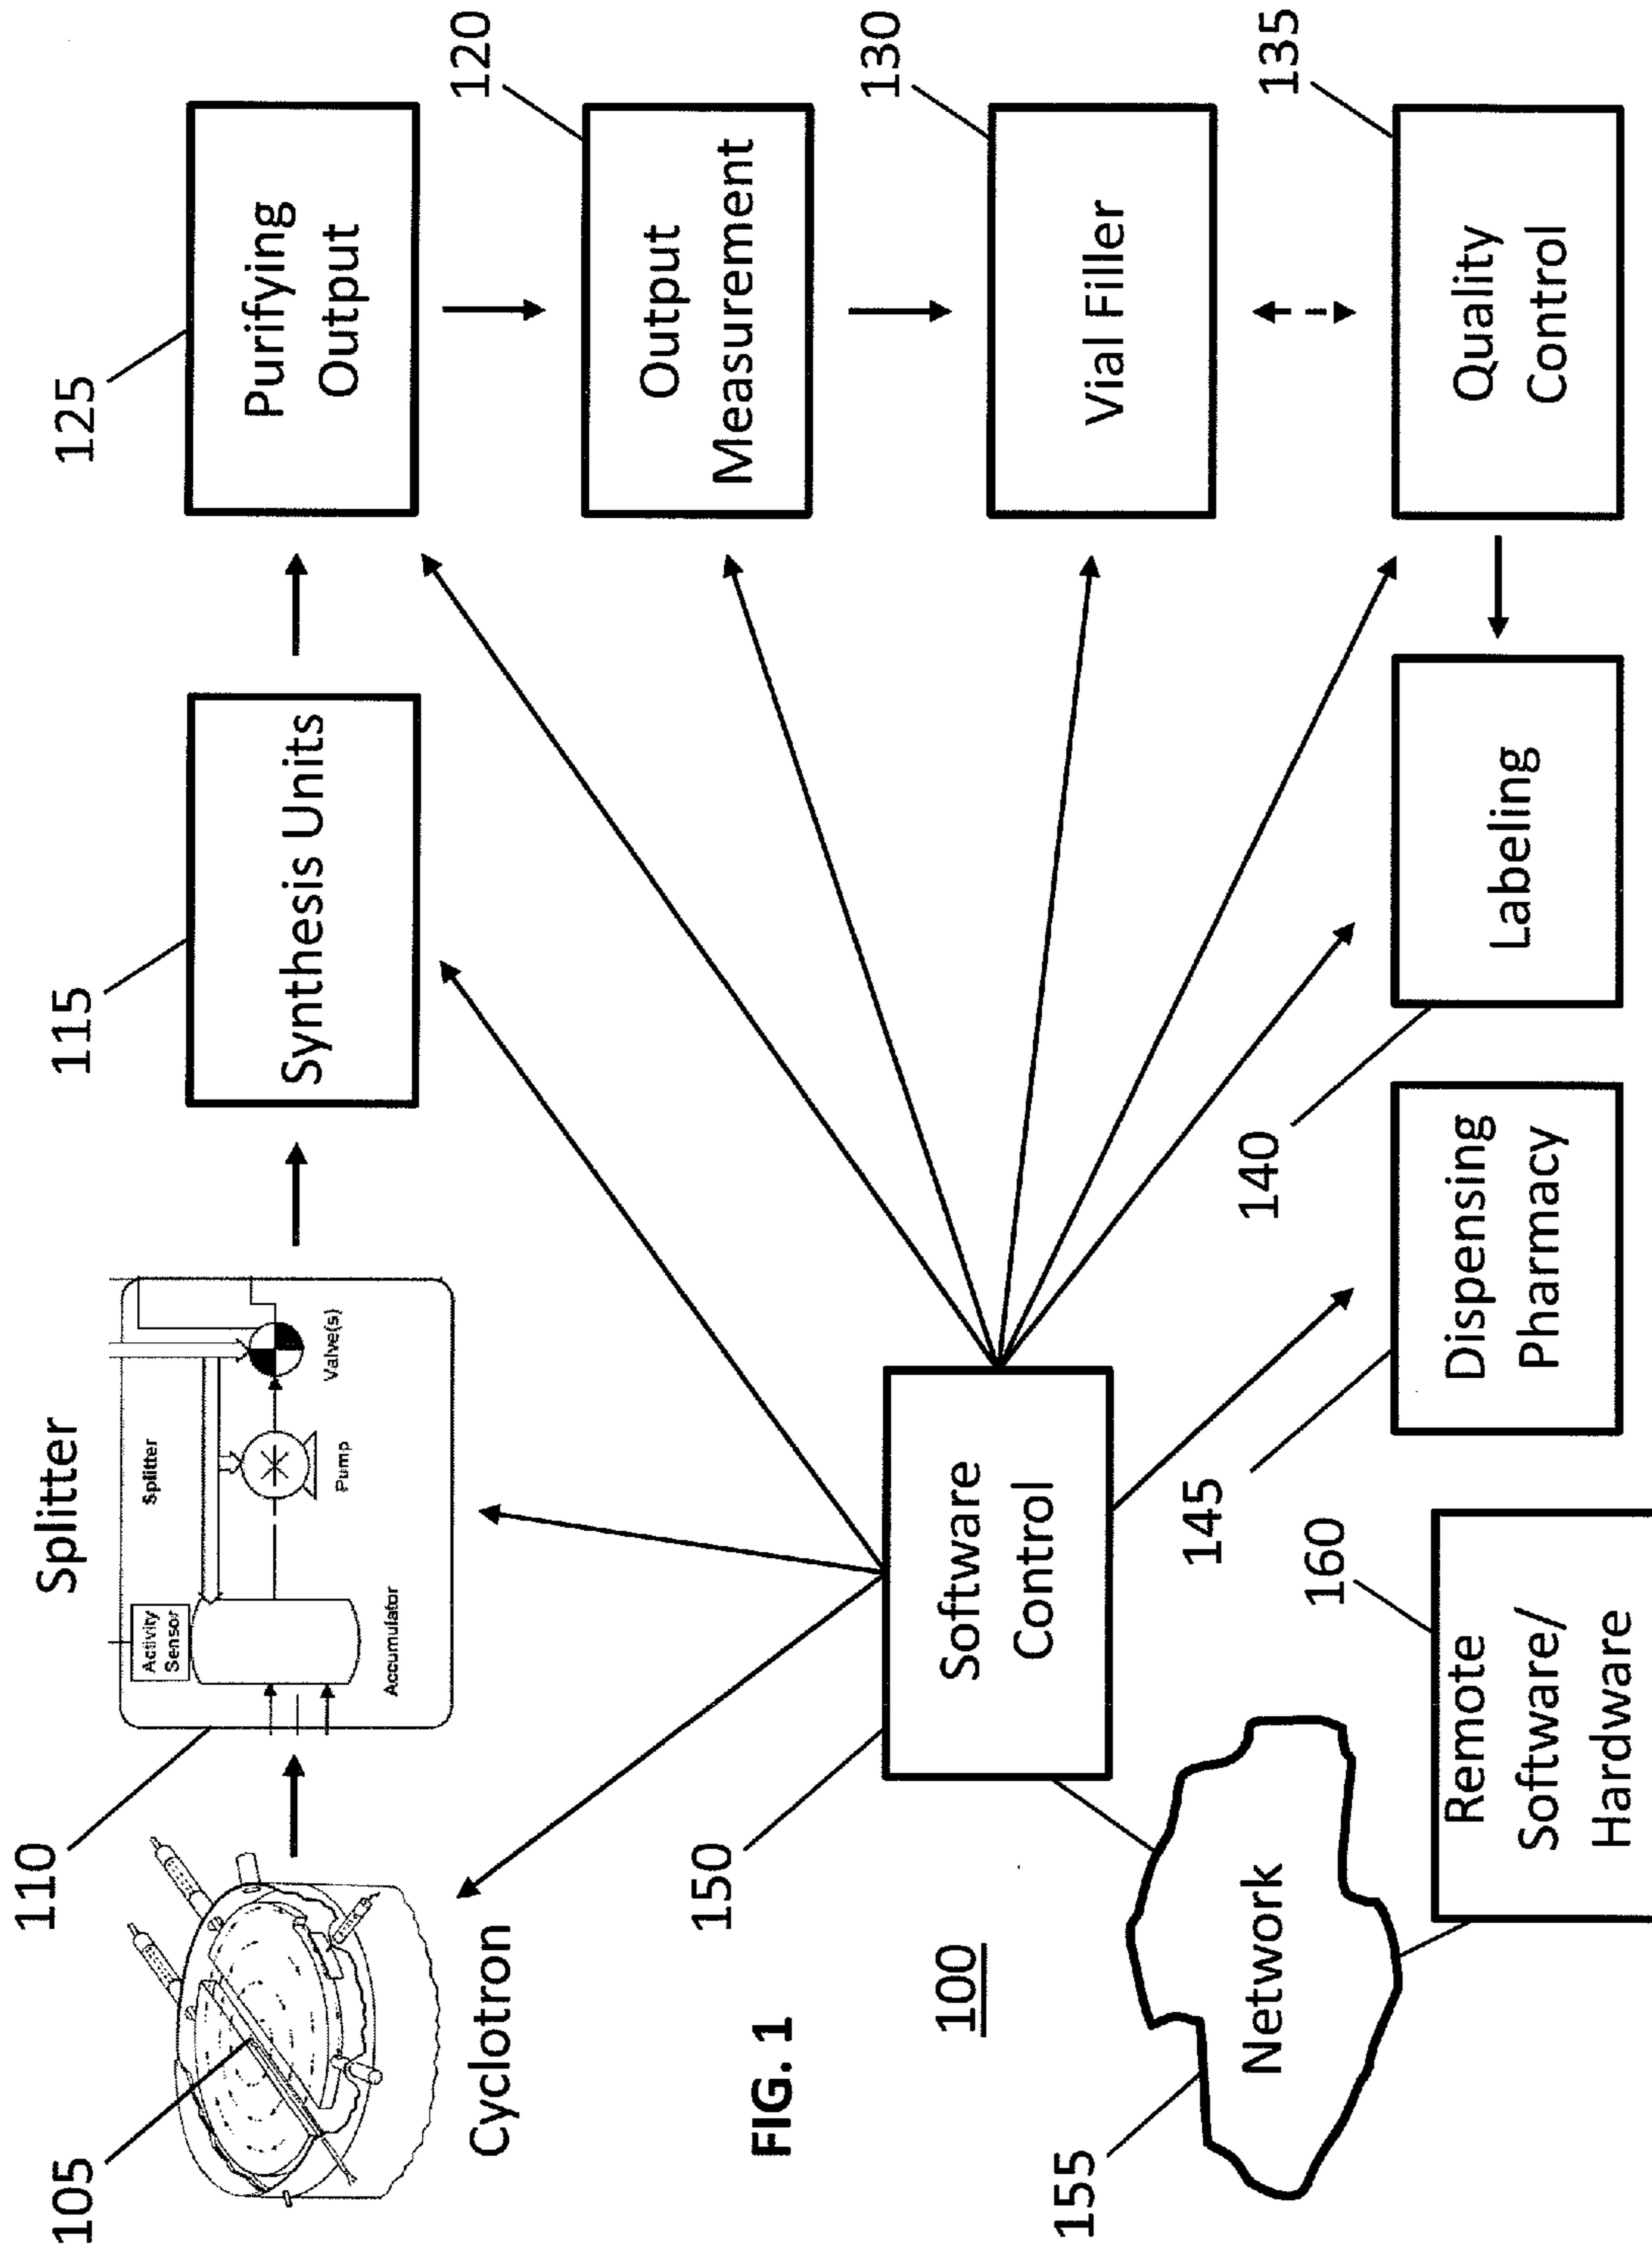 105
Cyclotron
110
Splitter
Activity
Sensor
Splitter
Accumulator
Pump
Valve(s)
115
Synthesis Units
125
Purifying
Output
120
Output
Measurement
130
Vial Filler
135
Quality
Control
140
Labeling
145
Dispensing
Pharmacy
150
Software
Control
155
Network
160
Remote
Software/
Hardware
100
FIG. 1